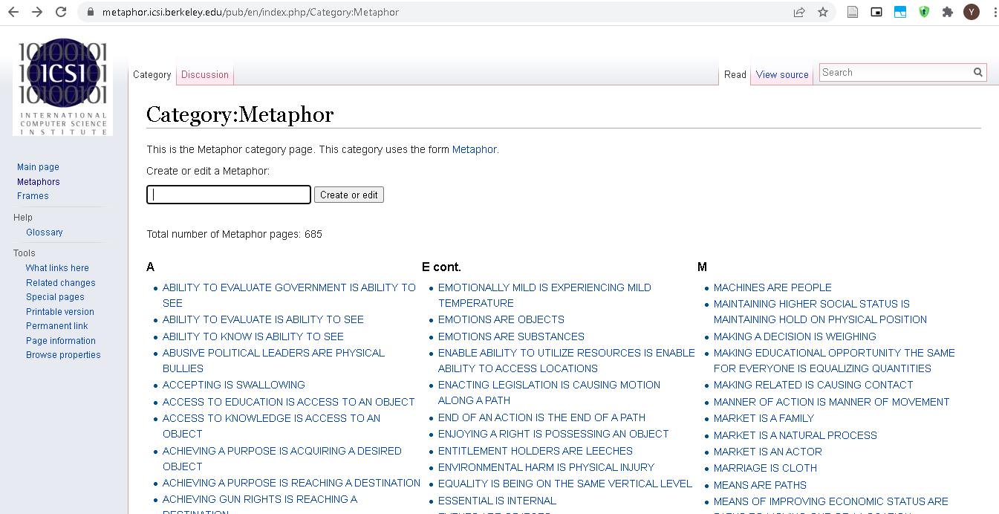 metaphor.icsi.berkeley.edu/pub/en/index.php/Category:Metaphor
Y
10100101
ICSI
10100101
INTERNATIONAL
COMPUTER SCIENCE
INSTITUTE
Category
Discussion
Read
View source
Search
Main page
Metaphors
Frames
Help
Glossary
Tools
What links here
Related changes
Special pages
Printable version
Permanent link
Page information
Browse properties
Category:Metaphor
This is the Metaphor category page. This category uses the form Metaphor.
Create or edit a Metaphor:
Create or edit
Total number of Metaphor pages: 685
A
ABILITY TO EVALUATE GOVERNMENT IS ABILITY TO
SEE
ABILITY TO EVALUATE IS ABILITY TO SEE
ABILITY TO KNOW IS ABILITY TO SEE
ABUSIVE POLITICAL LEADERS ARE PHYSICAL
BULLIES
ACCEPTING IS SWALLOWING
ACCESS TO EDUCATION IS ACCESS TO AN OBJECT
ACCESS TO KNOWLEDGE IS ACCESS TO AN
OBJECT
ACHIEVING A PURPOSE IS ACQUIRING A DESIRED
OBJECT
ACHIEVING A PURPOSE IS REACHING A DESTINATION
ACHIEVING GUN RIGHTS IS REACHING A
DESTINATION
E cont.
EMOTIONALLY MILD IS EXPERIENCING MILD
TEMPERATURE
EMOTIONS ARE OBJECTS
EMOTIONS ARE SUBSTANCES
ENABLE ABILITY TO UTILIZE RESOURCES IS ENABLE
ABILITY TO ACCESS LOCATIONS
ENACTING LEGISLATION IS CAUSING MOTION
ALONG A PATH
END OF AN ACTION IS THE END OF A PATH
ENJOYING A RIGHT IS POSSESSING AN OBJECT
ENTITLEMENT HOLDERS ARE LEECHES
ENVIRONMENTAL HARM IS PHYSICAL INJURY
EQUALITY IS BEING ON THE SAME VERTICAL LEVEL
ESSENTIAL IS INTERNAL
EVENTS ARE OBJECTS
M
MACHINES ARE PEOPLE
MAINTAINING HIGHER SOCIAL STATUS IS
MAINTAINING HOLD ON PHYSICAL POSITION
MAKING A DECISION IS WEIGHING
MAKING EDUCATIONAL OPPORTUNITY THE SAME
FOR EVERYONE IS EQUALIZING QUANTITIES
MAKING RELATED IS CAUSING CONTACT
MANNER OF ACTION IS MANNER OF MOVEMENT
MARKET IS A FAMILY
MARKET IS A NATURAL PROCESS
MARKET IS AN ACTOR
MARRIAGE IS CLOTH
MEANS ARE PATHS
MEANS OF IMPROVING ECONOMIC STATUS ARE